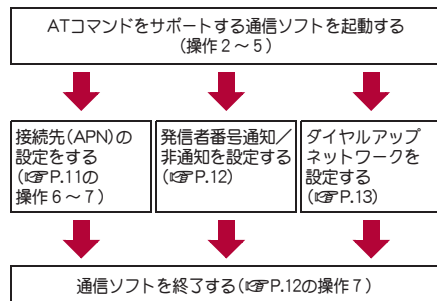 ATコマンドをサポートする通信ソフトを起動する
(操作2～5)
接続先(APN)の
設定をする
(☞P.11の
操作6～7)
発信者番号通知／
非通知を設定する
(☞P.12)
ダイヤルアップ
ネットワークを
設定する
(☞P.13)
通信ソフトを終了する(☞P.12の操作7)